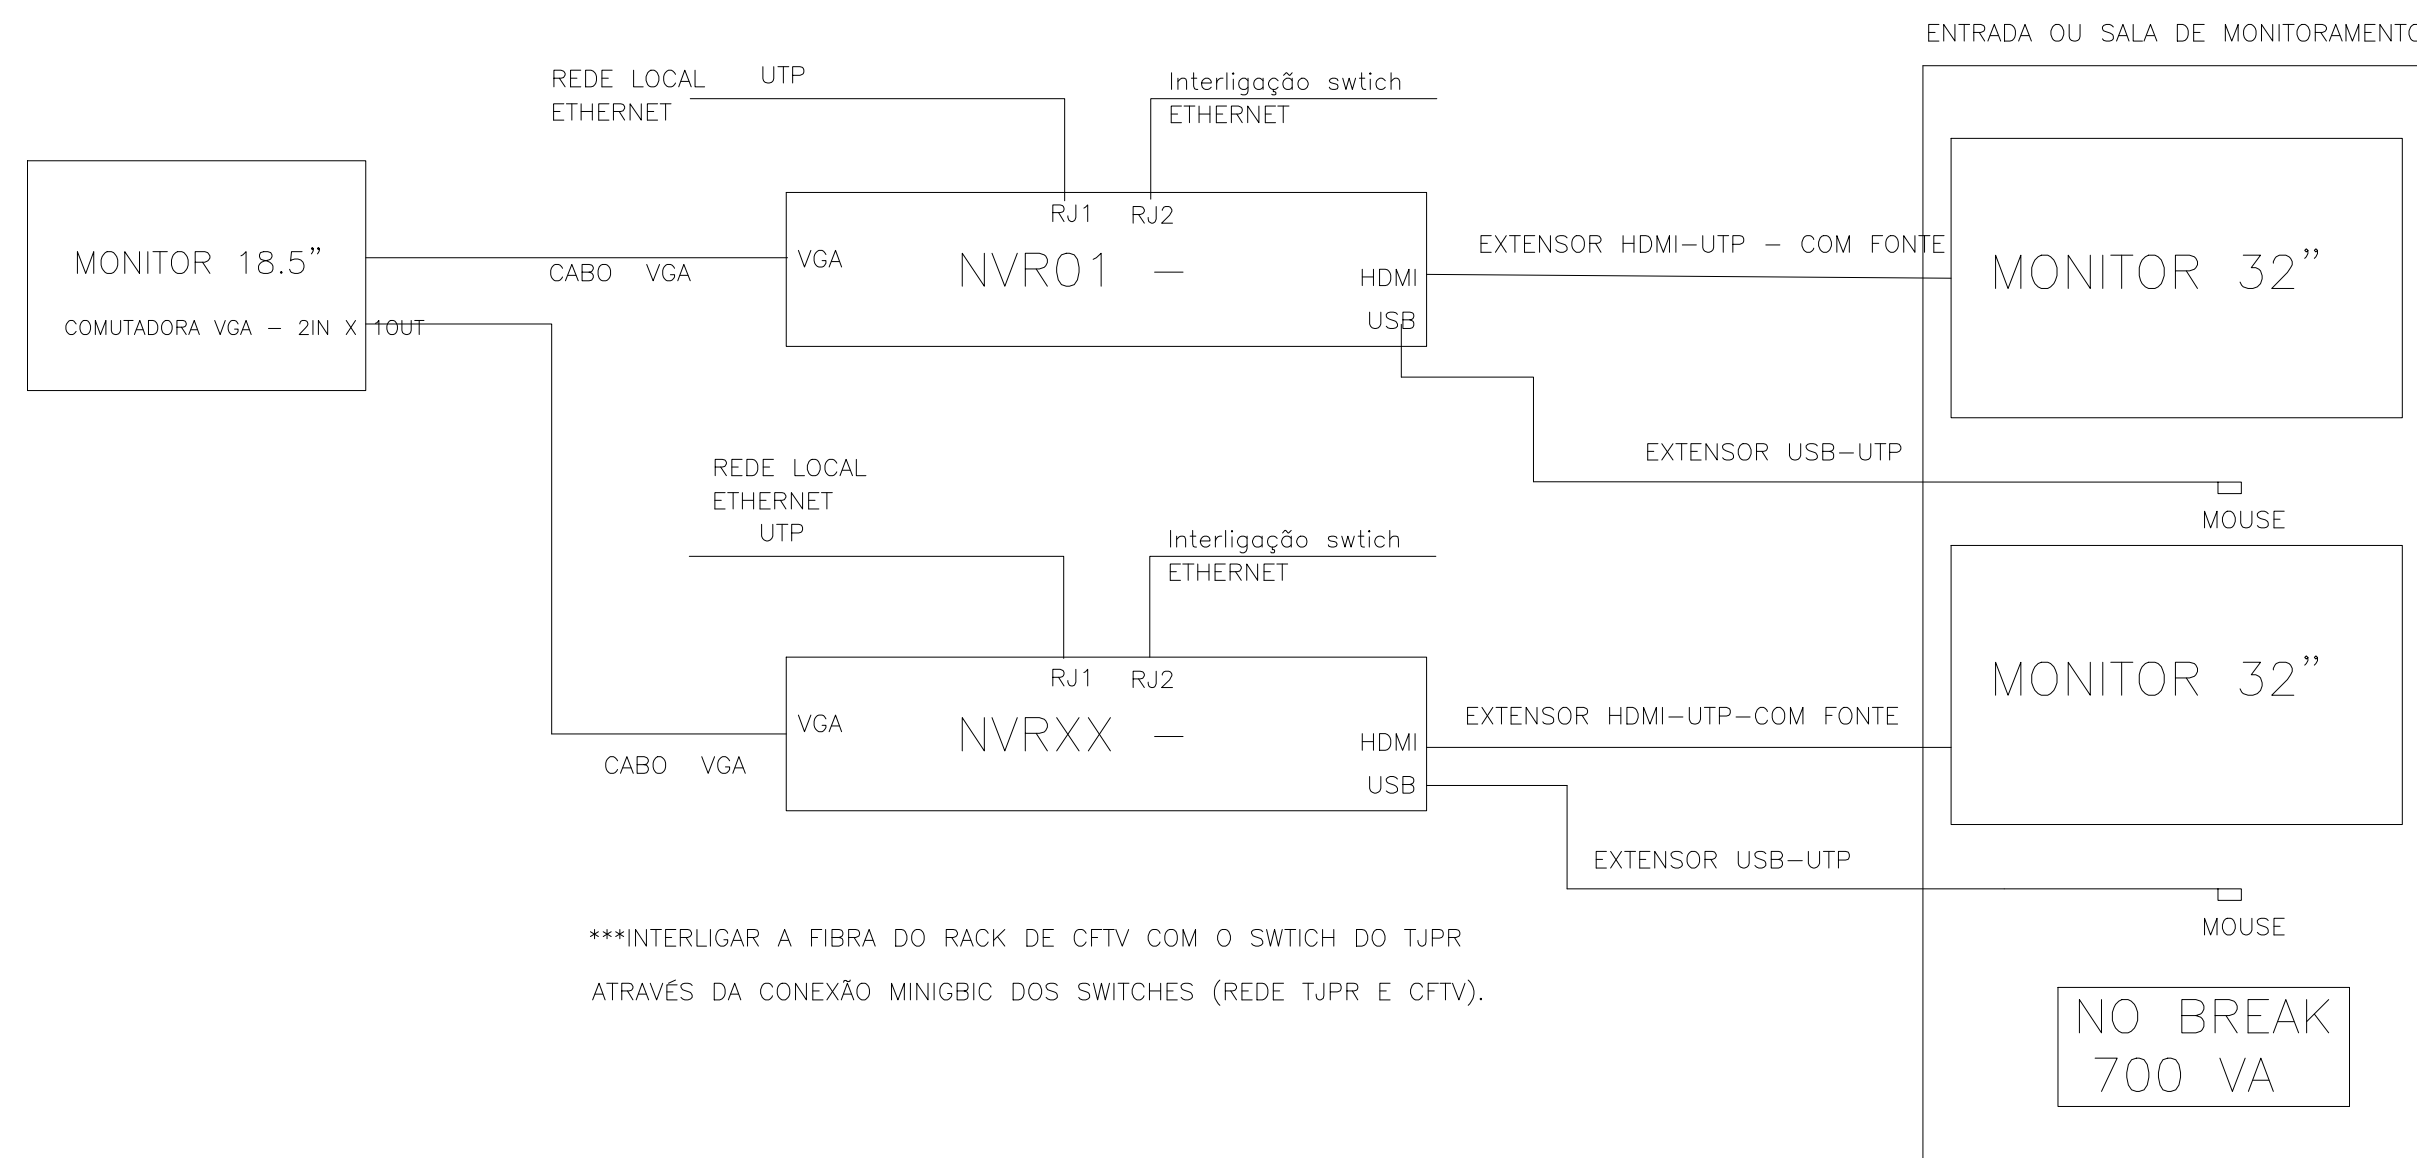 ENTRADA OU SALA DE MONITORAMENTO
REDE LOCAL UTP
ETHERNET
Interligação swtich
ETHERNET
MONITOR 18.5”
COMUTADORA VGA – 2IN X 1OUT
CABO VGA
RJ1 RJ2
VGA
NVR01 –
HDMI
USB
EXTENSOR HDMI–UTP – COM FONTE
MONITOR 32”
EXTENSOR USB–UTP
MOUSE
REDE LOCAL
ETHERNET
UTP
Interligação swtich
ETHERNET
RJ1 RJ2
VGA
NVRXX –
HDMI
USB
CABO VGA
EXTENSOR HDMI–UTP–COM FONTE
MONITOR 32”
EXTENSOR USB–UTP
MOUSE
***INTERLIGAR A FIBRA DO RACK DE CFTV COM O SWTICH DO TJPR
ATRAVÉS DA CONEXÃO MINIGBIC DOS SWITCHES (REDE TJPR E CFTV).
NO BREAK
700 VA